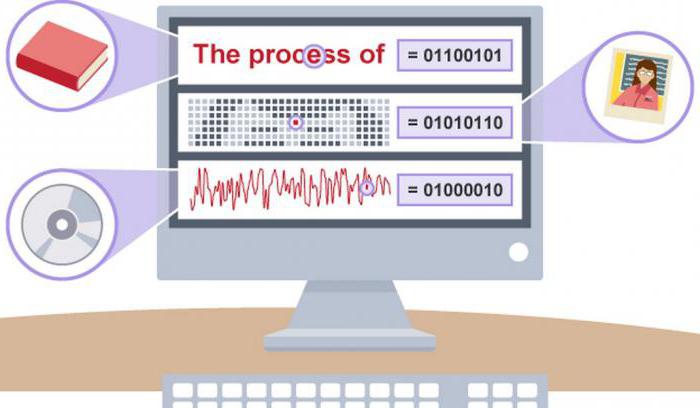 The process of = 01100101
= 01010110
= 01000010